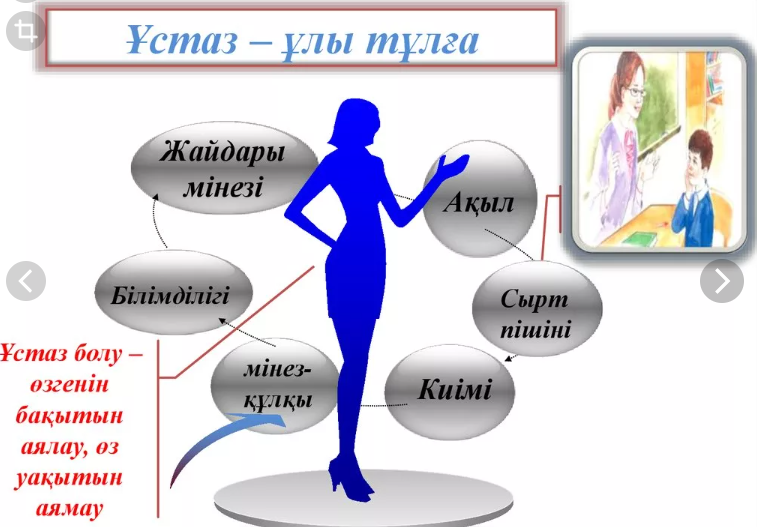 Ұстаз – ұлы тұлға
Жайдары
мінезі
Ақыл
Білімділігі
Сырт
пішіні
мінез-
құлқы
Киімі
Ұстаз болу –
өзгенін
бақытын
аялау, өз
уақытын
аямау